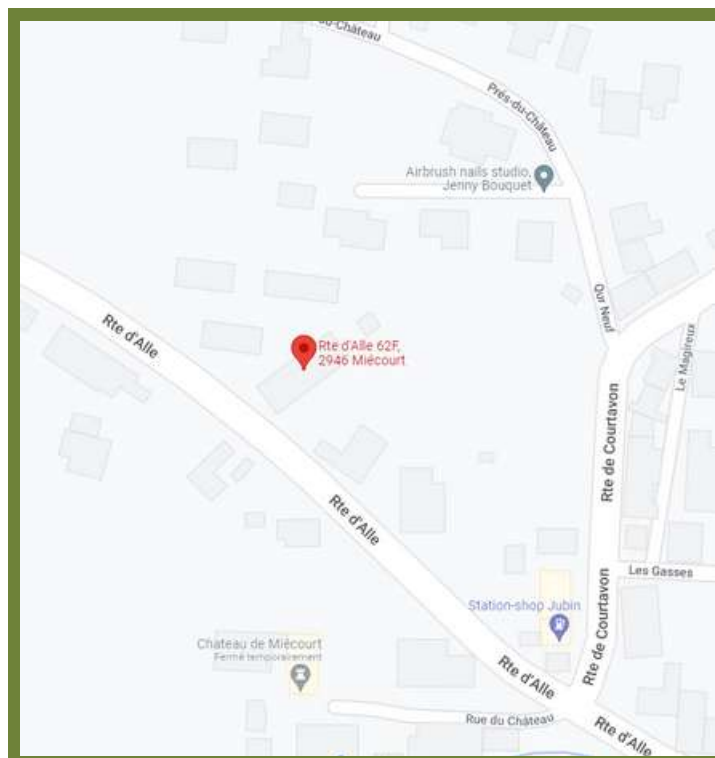 du-Château
Prés-du-Château
Airbrush nails studio,
Jenny Bouquet
Qui Neuf
Le Magireux
Rte d'Alle
Rte d'Alle 62F,
2946 Miécourt
Rte de Courtavon
Rte d'Alle
Les Gasses
Station-shop Jubin
Rte de Courtavon
Chateau de Miécourt
Fermé temporairement
Rte d'Alle
Rue du Château
Rte d'Alle